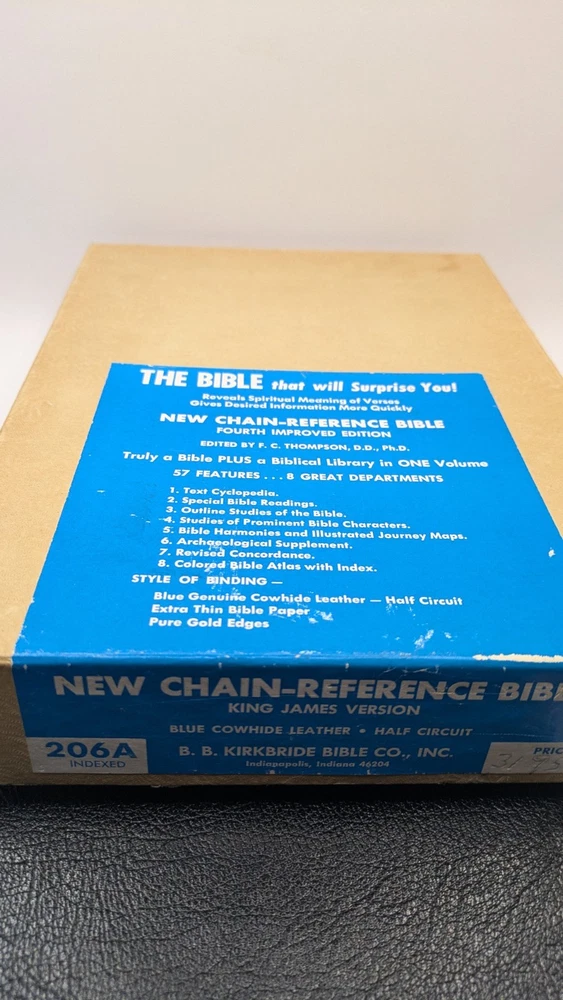 THE BIBLE that will Surprise You!
Reveals Spiritual Meaning of Verses
Gives Desired Information More Quickly
NEW CHAIN-REFERENCE BIBLE
FOURTH IMPROVED EDITION
EDITED BY F. C. THOMPSON, D.D., Ph.D.
Truly a Bible PLUS a Biblical Library in ONE Volume
57 FEATURES . . . 8 GREAT DEPARTMENTS
1. Text Cyclopedia.
2. Special Bible Readings.
3. Outline Studies of the Bible.
4. Studies of Prominent Bible Characters.
5. Bible Harmonies and Illustrated Journey Maps.
6. Archaeological Supplement.
7. Revised Concordance.
8. Colored Bible Atlas with Index.
STYLE OF BINDING —
Blue Genuine Cowhide Leather — Half Circuit
Extra Thin Bible Paper
Pure Gold Edges
NEW CHAIN-REFERENCE BIB
KING JAMES VERSION
BLUE COWHIDE LEATHER • HALF CIRCUIT
206A
INDEXED
B. B. KIRKBRIDE BIBLE CO., INC.
Indianapolis, Indiana 46204
PRIC